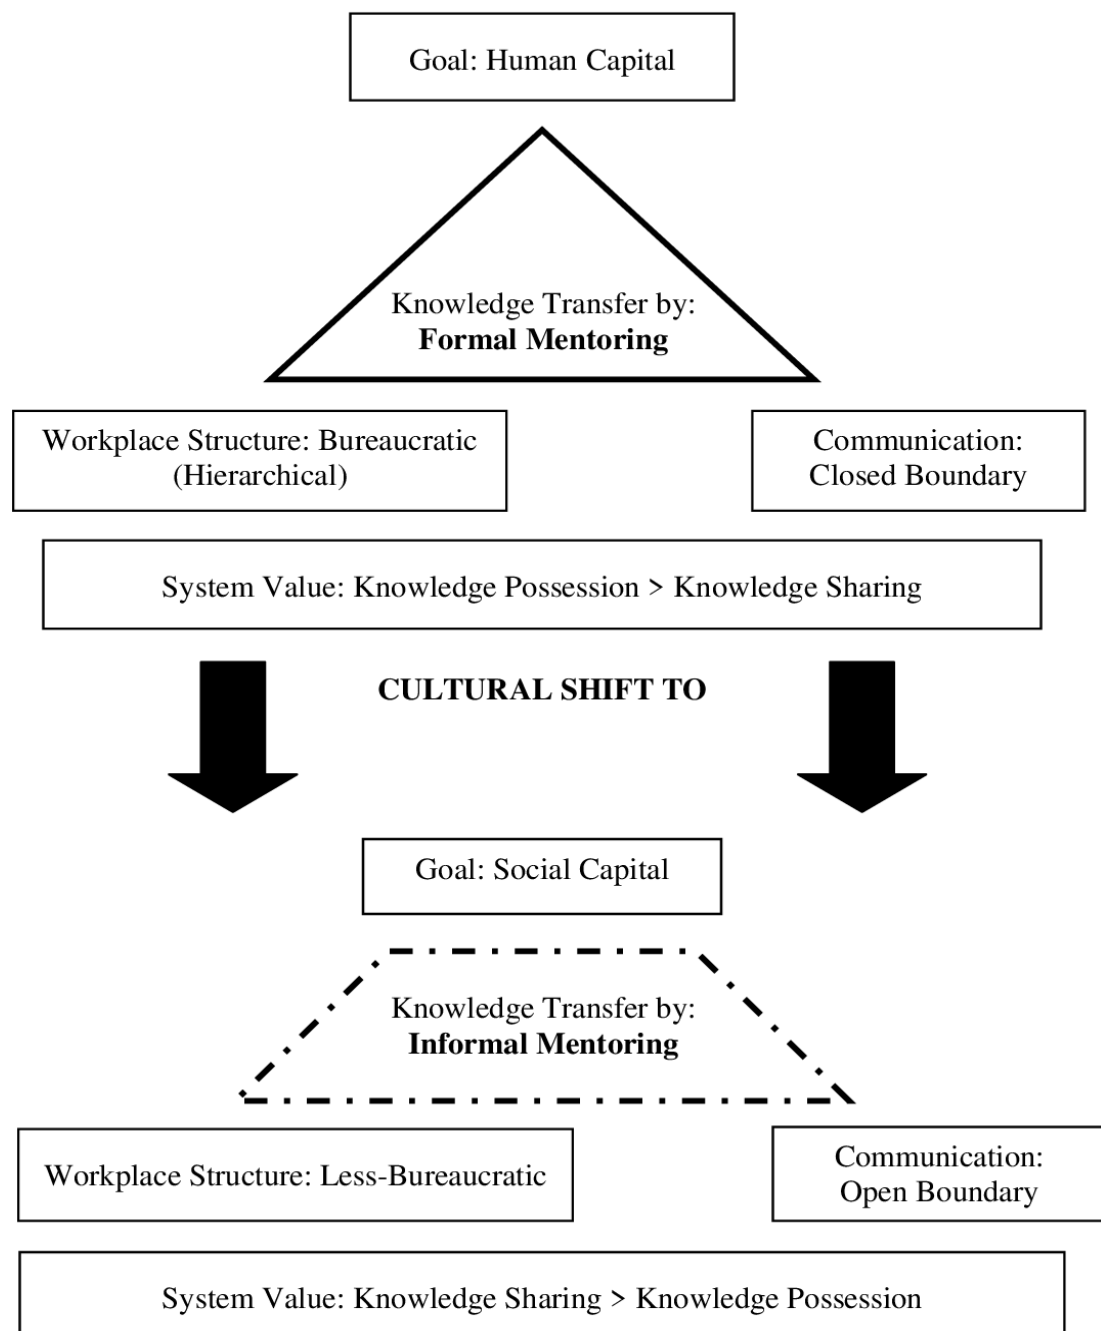 Goal: Human Capital
Knowledge Transfer by:
Formal Mentoring
Workplace Structure: Bureaucratic
(Hierarchical)
Communication:
Closed Boundary
System Value: Knowledge Possession > Knowledge Sharing
CULTURAL SHIFT TO
Goal: Social Capital
Knowledge Transfer by:
Informal Mentoring
Workplace Structure: Less-Bureaucratic
Communication:
Open Boundary
System Value: Knowledge Sharing > Knowledge Possession